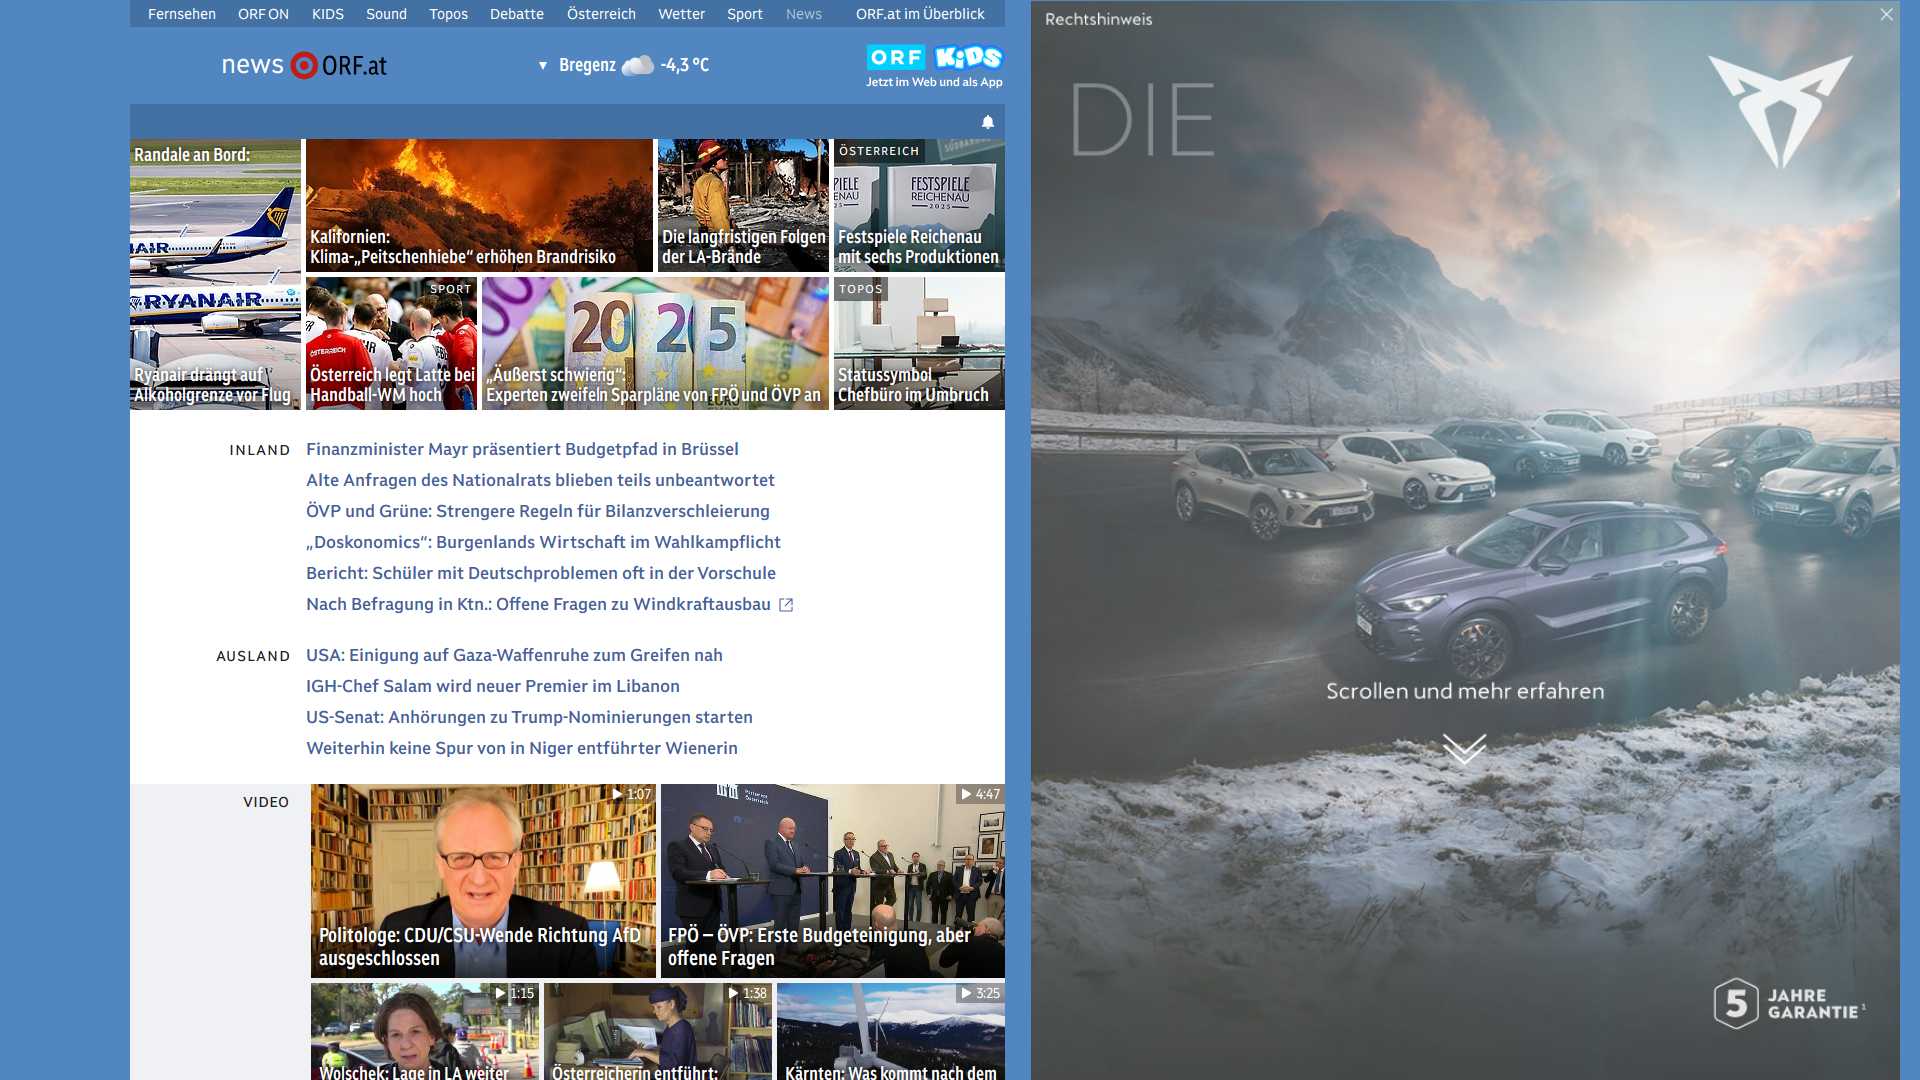 Fernsehen ORF ON KIDS Sound Topos Debatte Österreich Wetter Sport News ORF.at im Überblick
news ORF.at
Bregenz -4,3 °C
ORF KiDS
Jetzt im Web und als App
Randale an Bord:
Ryanair drängt auf
Alkoholgrenze vor Flug
RYANAIR
Kalifornien:
Klima-„Peitschenhiebe“ erhöhen Brandrisiko
Die langfristigen Folgen
der LA-Brände
ÖSTERREICH
FESTSPIELE
REICHENAU
2025
Festspiele Reichenau
mit sechs Produktionen
SPORT
ÖSTERREICH
Österreich legt Latte bei
Handball-WM hoch
2025
„Äußerst schwierig“:
Experten zweifeln Sparpläne von FPÖ und ÖVP an
TOPOS
Statussymbol
Chefbüro im Umbruch
INLAND
Finanzminister Mayr präsentiert Budgetpfad in Brüssel
Alte Anfragen des Nationalrats blieben teils unbeantwortet
ÖVP und Grüne: Strengere Regeln für Bilanzverschleierung
„Doskonomics“: Burgenlands Wirtschaft im Wahlkampflicht
Bericht: Schüler mit Deutschproblemen oft in der Vorschule
Nach Befragung in Ktn.: Offene Fragen zu Windkraftausbau
AUSLAND
USA: Einigung auf Gaza-Waffenruhe zum Greifen nah
IGH-Chef Salam wird neuer Premier im Libanon
US-Senat: Anhörungen zu Trump-Nominierungen starten
Weiterhin keine Spur von in Niger entführter Wienerin
VIDEO
1:07
Politologe: CDU/CSU-Wende Richtung AfD
ausgeschlossen
4:47
FPÖ – ÖVP: Erste Budgeteinigung, aber
offene Fragen
1:15
Wolschek: Lage in LA weiter
1:38
Österreicherin entführt:
3:25
Kärnten: Was kommt nach dem
Rechtshinweis
DIE
Scrollen und mehr erfahren
5 JAHRE
GARANTIE¹